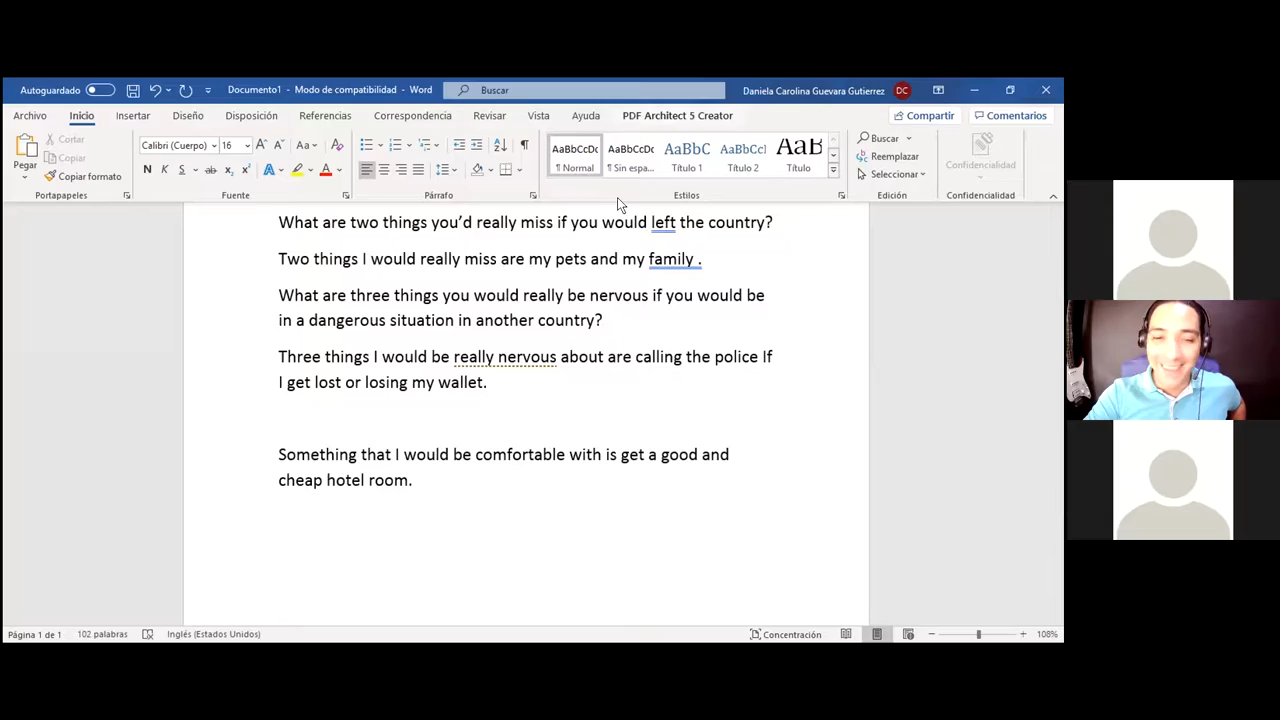 Autoguardado Documento1 - Modo de compatibilidad - Word Buscar Daniela Carolina Guevara Gutierrez DC
Archivo Inicio Insertar Diseño Disposición Referencias Correspondencia Revisar Vista Ayuda PDF Architect 5 Creator Compartir Comentarios
Pegar
Cortar
Copiar
Copiar formato
Portapapeles
Calibri (Cuerpo) 16
Fuente
Párrafo
AaBbCcDc AaBbCcDc AaBbC AaBbCcI AaB
¶ Normal ¶ Sin espa... Título 1 Título 2 Título
Estilos
Buscar
Reemplazar
Seleccionar
Edición
Confidencialidad
Confidencialidad
What are two things you’d really miss if you would left the country?
Two things I would really miss are my pets and my family .
What are three things you would really be nervous if you would be
in a dangerous situation in another country?
Three things I would be really nervous about are calling the police If
I get lost or losing my wallet.
Something that I would be comfortable with is get a good and
cheap hotel room.
Página 1 de 1 102 palabras Inglés (Estados Unidos) Concentración 108%